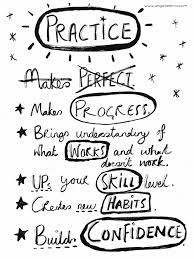 PRACTICE
Makes PERFECT
Makes PROGRESS.
Brings understanding of
what WORKS and what
doesn't work.
UPs your SKILL level.
Creates new HABITS.
Builds CONFIDENCE